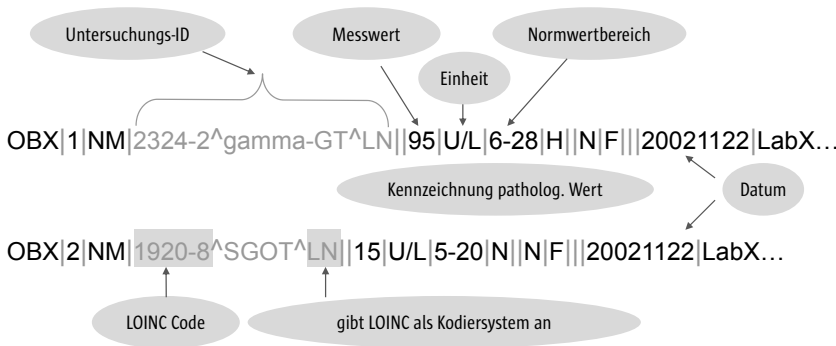 Untersuchungs-ID Messwert Normwertbereich
Einheit
OBX|1|NM|2324-2^gamma-GT^LN||95|U/L|6-28|H||N|F|||20021122|LabX…
Kennzeichnung patholog. Wert Datum
OBX|2|NM|1920-8^SGOT^LN||15|U/L|5-20|N||N|F|||20021122|LabX…
LOINC Code gibt LOINC als Kodiersystem an